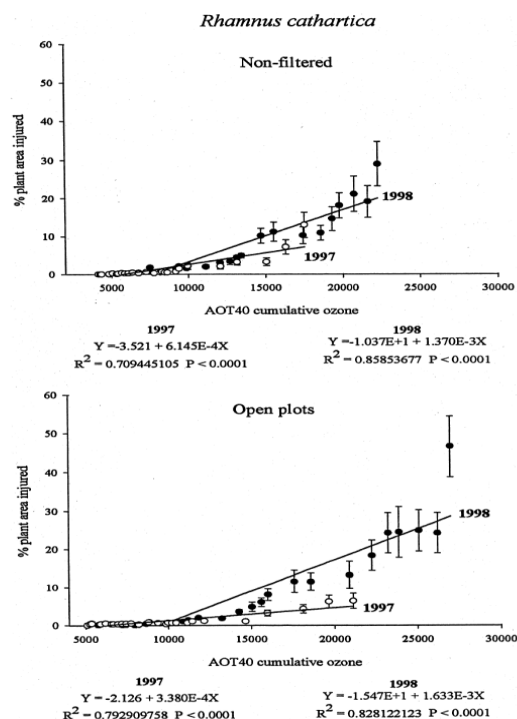 Rhamnus cathartica
Non-filtered
60
50
40
30
20
10
0
% plant area injured
1998
1997
5000 10000 15000 20000 25000 30000
AOT40 cumulative ozone
1997
Y =-3.521 + 6.145E-4X
R2 = 0.709445105 P < 0.0001
1998
Y=-1.037E+1 + 1.370E-3X
R2 = 0.85853677 P < 0.0001
Open plots
60
50
40
30
20
10
0
% plant area injured
1998
1997
5000 10000 15000 20000 25000 30000
AOT40 cumulative ozone
1997
Y = -2.126 + 3.380E-4X
R2 = 0.792909758 P < 0.0001
1998
Y = -1.547E+1 + 1.633E-3X
R2 = 0.828122123 P < 0.0001